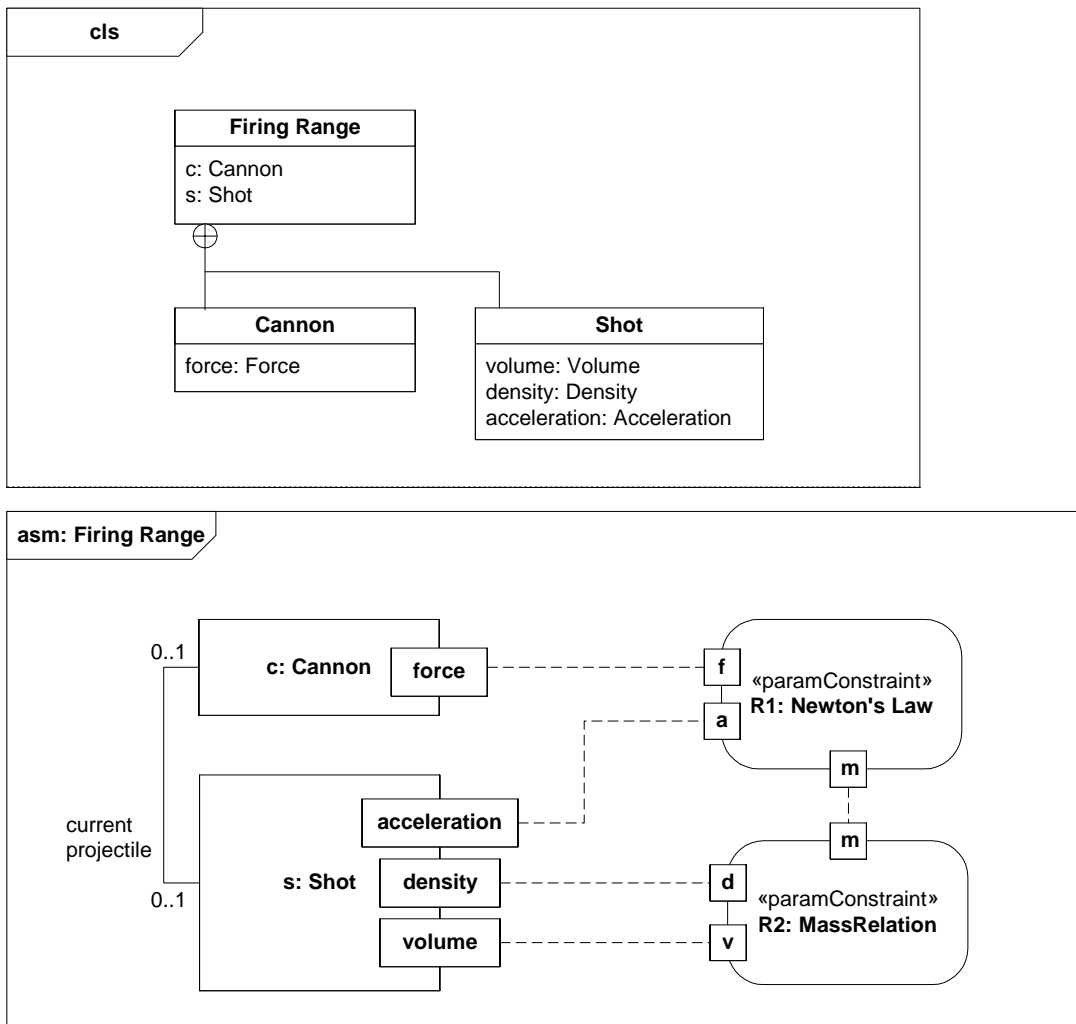 cls
Firing Range
c: Cannon
s: Shot
Cannon
force: Force
Shot
volume: Volume
density: Density
acceleration: Acceleration
asm: Firing Range
0..1
c: Cannon
force
f
a
«paramConstraint»
R1: Newton's Law
m
current
projectile
0..1
s: Shot
acceleration
density
volume
m
d
v
«paramConstraint»
R2: MassRelation